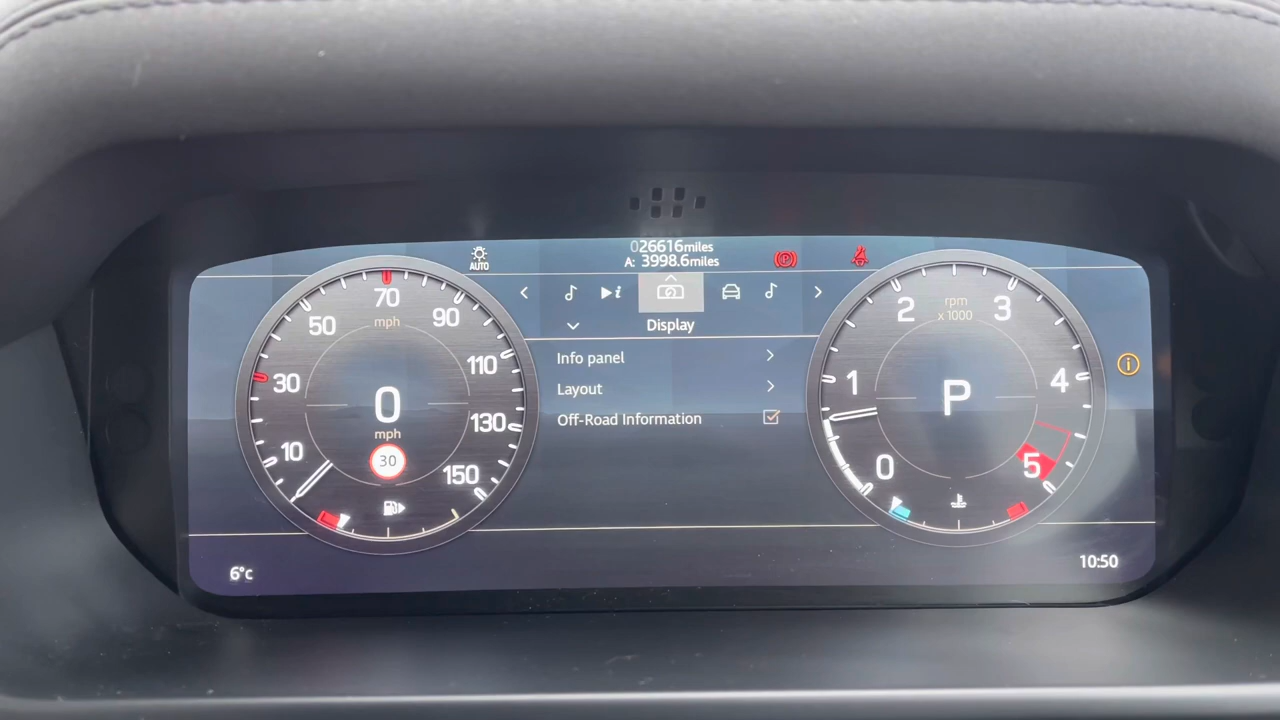 026616miles
A: 3998.6miles
AUTO
i
Display
Info panel
Layout
Off-Road Information
10
30
50
70
90
110
130
150
mph
0
mph
30
0
1
2
3
4
5
rpm
x 1000
P
P
i
6°c
10:50